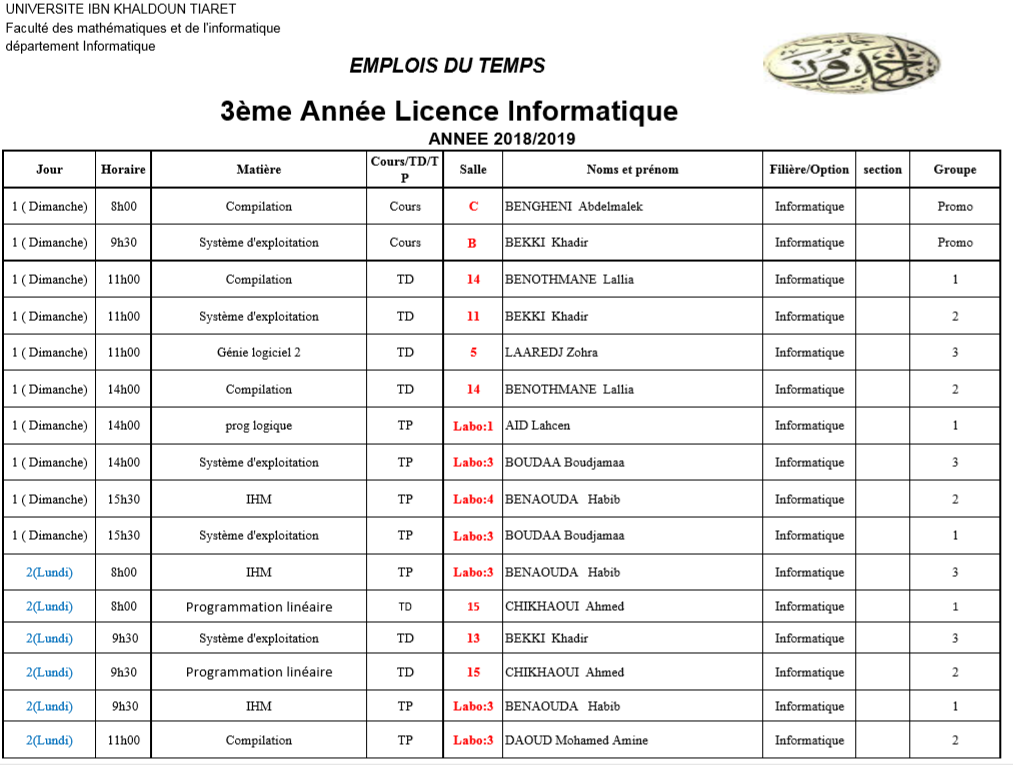 UNIVERSITE IBN KHALDOUN TIARET
Faculté des mathématiques et de l'informatique
département Informatique
EMPLOIS DU TEMPS
3ème Année Licence Informatique
ANNEE 2018/2019
Jour Horaire Matière Cours/TD/TP Salle Noms et prénom Filière/Option section Groupe
1 ( Dimanche) 8h00 Compilation Cours C BENGHENI Abdelmalek Informatique Promo
1 ( Dimanche) 9h30 Système d'exploitation Cours B BEKKI Khadir Informatique Promo
1 ( Dimanche) 11h00 Compilation TD 14 BENOTHMANE Lallia Informatique 1
1 ( Dimanche) 11h00 Système d'exploitation TD 11 BEKKI Khadir Informatique 2
1 ( Dimanche) 11h00 Génie logiciel 2 TD 5 LAAREDJ Zohra Informatique 3
1 ( Dimanche) 14h00 Compilation TD 14 BENOTHMANE Lallia Informatique 2
1 ( Dimanche) 14h00 prog logique TP Labo:1 AID Lahcen Informatique 1
1 ( Dimanche) 14h00 Système d'exploitation TP Labo:3 BOUDAA Boudjamaa Informatique 3
1 ( Dimanche) 15h30 IHM TP Labo:4 BENAOUDA Habib Informatique 2
1 ( Dimanche) 15h30 Système d'exploitation TP Labo:3 BOUDAA Boudjamaa Informatique 1
2(Lundi) 8h00 IHM TP Labo:3 BENAOUDA Habib Informatique 3
2(Lundi) 8h00 Programmation linéaire TD 15 CHIKHAOUI Ahmed Informatique 1
2(Lundi) 9h30 Système d'exploitation TD 13 BEKKI Khadir Informatique 3
2(Lundi) 9h30 Programmation linéaire TD 15 CHIKHAOUI Ahmed Informatique 2
2(Lundi) 9h30 IHM TP Labo:3 BENAOUDA Habib Informatique 1
2(Lundi) 11h00 Compilation TP Labo:3 DAOUD Mohamed Amine Informatique 2